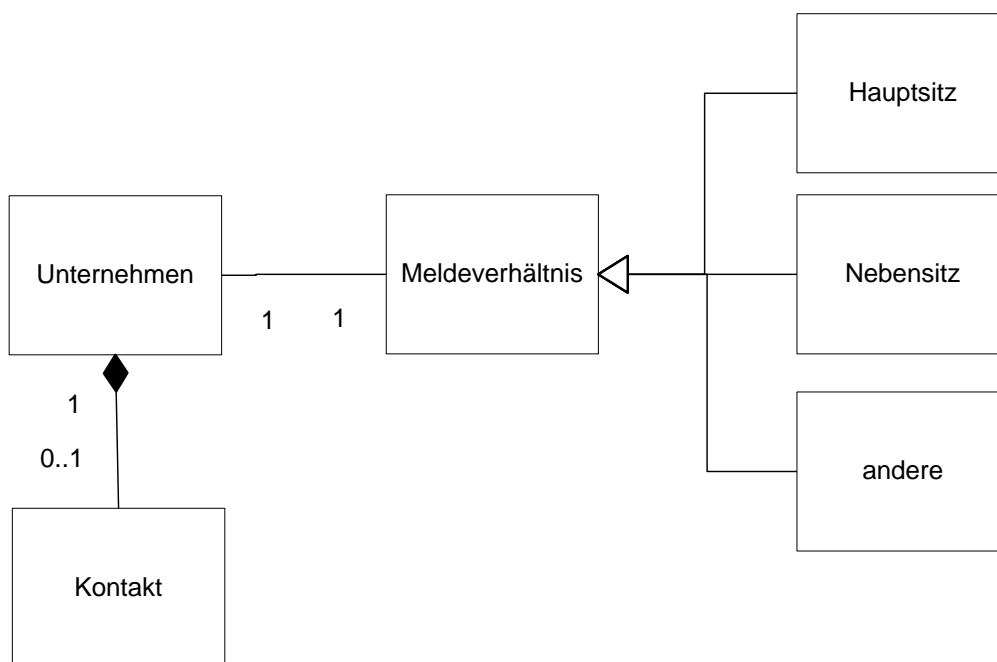 Hauptsitz
Unternehmen
Meldeverhältnis
Nebensitz
1
1
1
0..1
andere
Kontakt